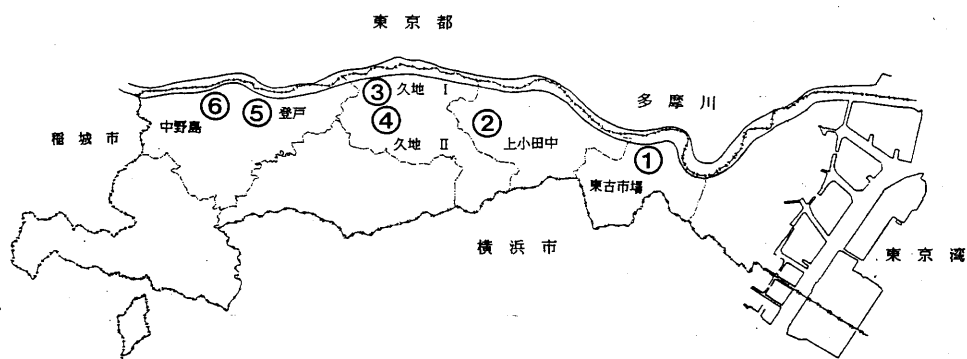 東京都
多摩川
稲城市
⑥
中野島
⑤
登戸
③
久地 Ⅰ
④
久地 Ⅱ
②
上小田中
①
東古市場
横浜市
東京湾